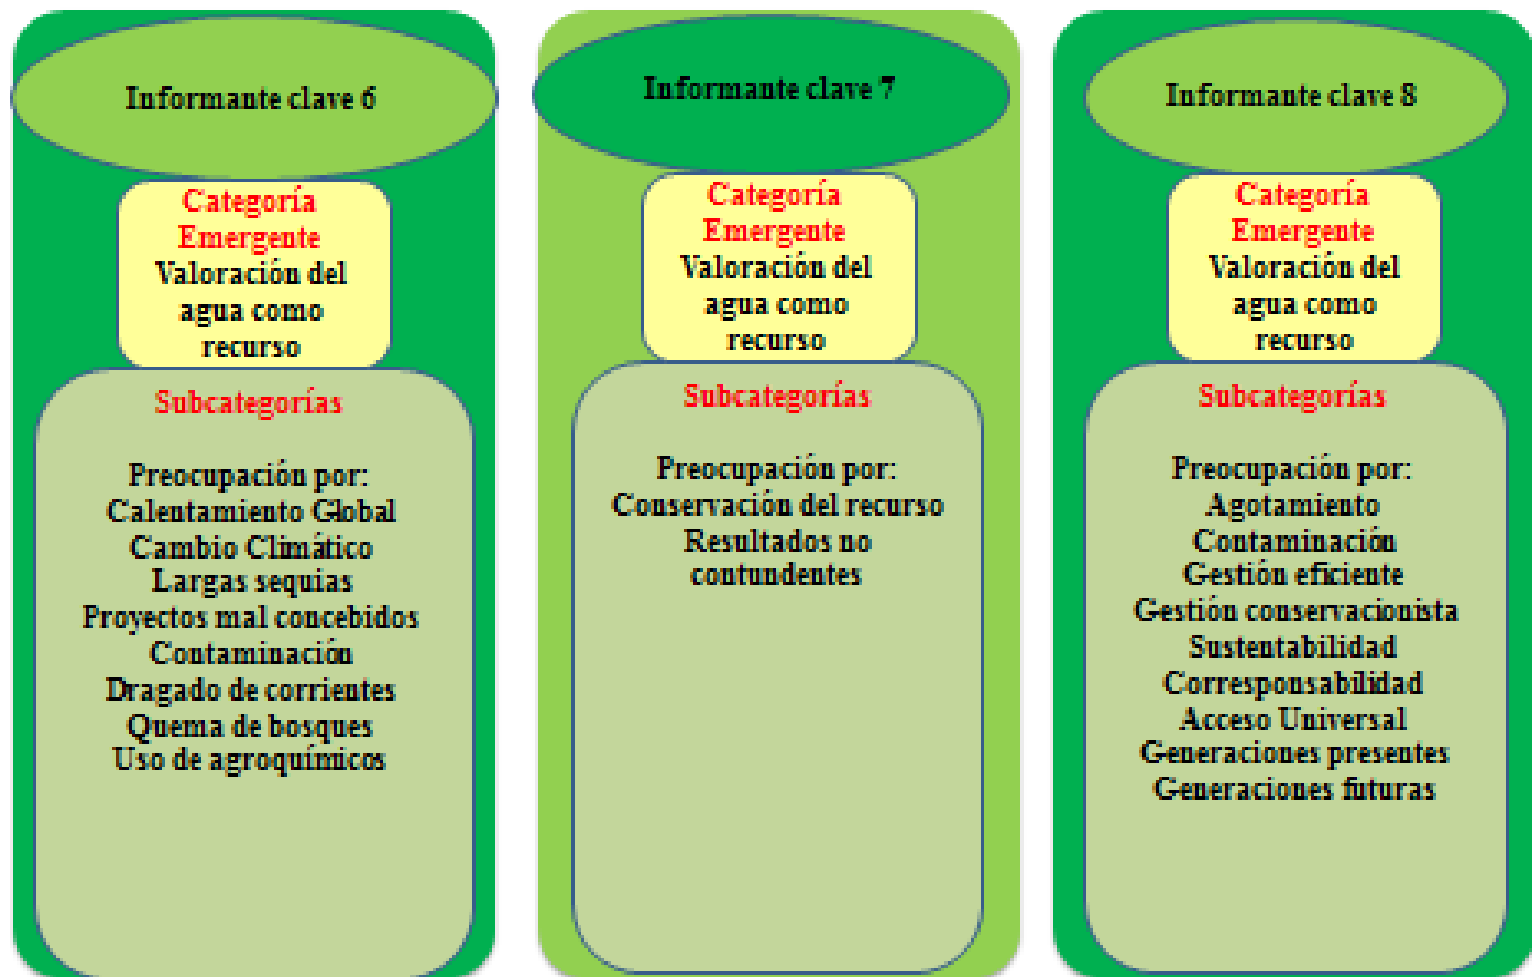 Informante clave 6
Categoría
Emergente
Valoración del
agua como
recurso
Subcategorías
Preocupación por:
Calentamiento Global
Cambio Climático
Largas sequias
Proyectos mal concebidos
Contaminación
Dragado de corrientes
Quema de bosques
Uso de agroquímicos
Informante clave 7
Categoría
Emergente
Valoración del
agua como
recurso
Subcategorías
Preocupación por:
Conservación del recurso
Resultados no
contundentes
Informante clave 8
Categoría
Emergente
Valoración del
agua como
recurso
Subcategorías
Preocupación por:
Agotamiento
Contaminación
Gestión eficiente
Gestión conservacionista
Sustentabilidad
Corresponsabilidad
Acceso Universal
Generaciones presentes
Generaciones futuras